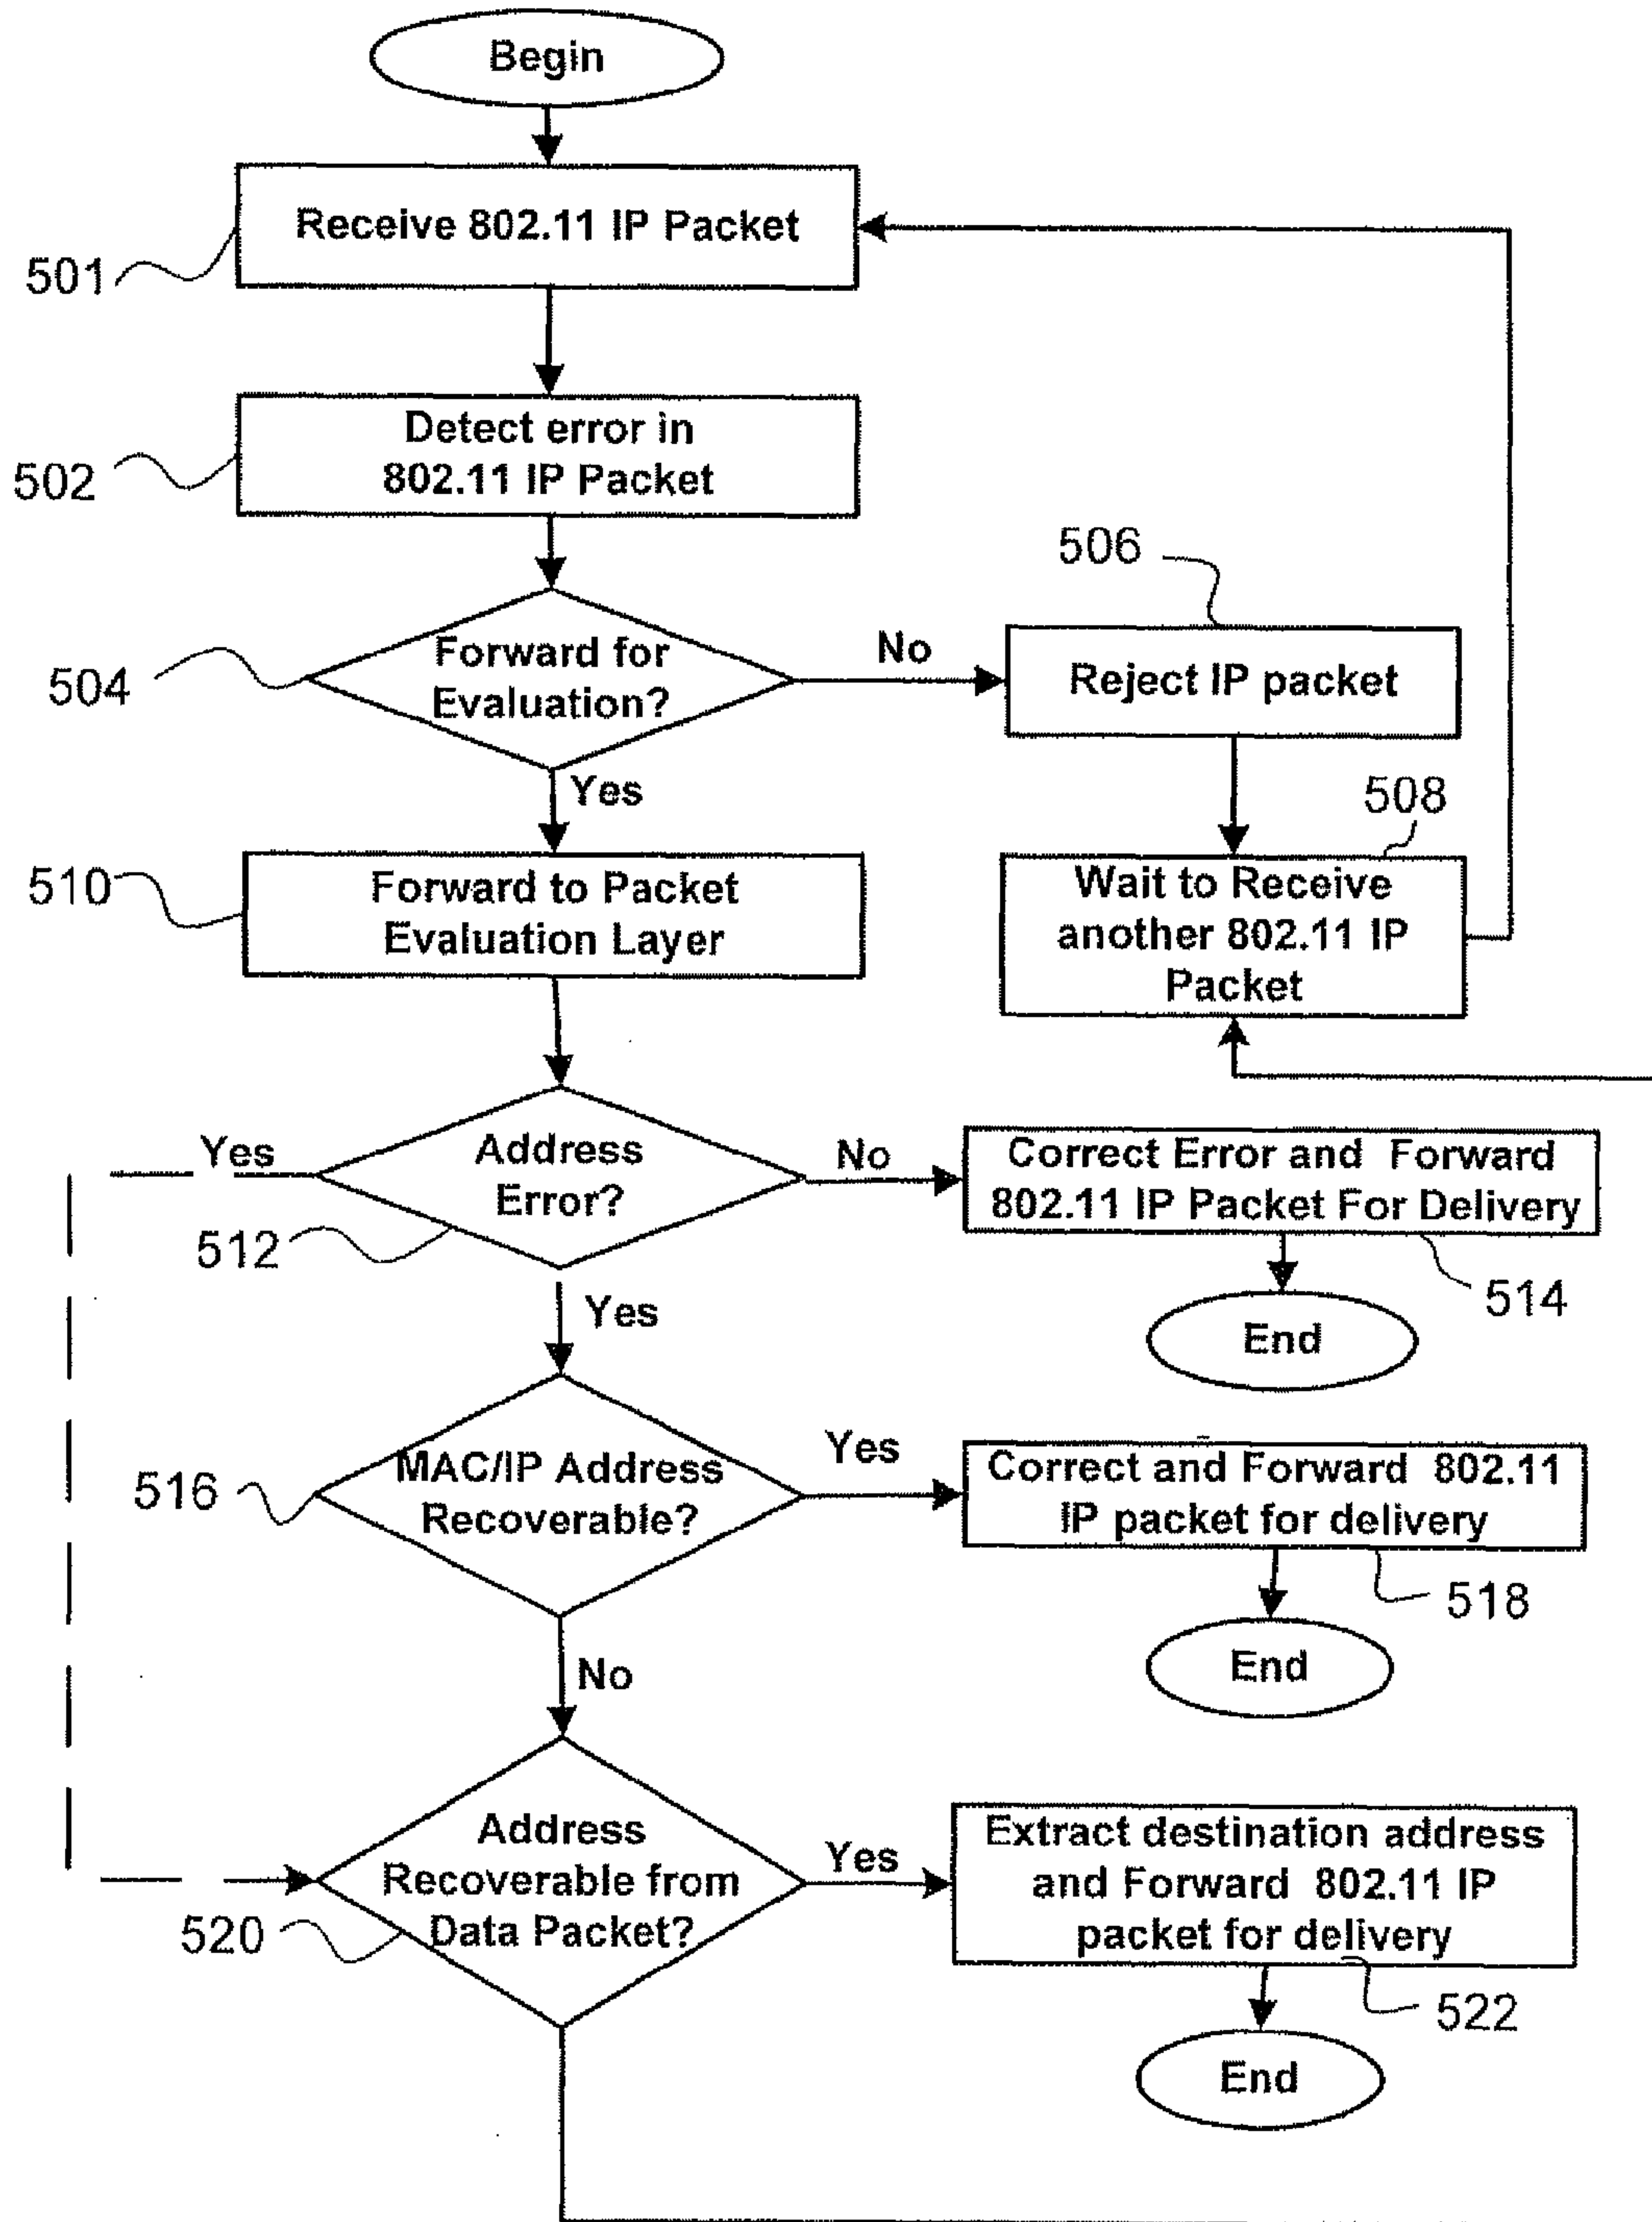 Begin
Receive 802.11 IP Packet
501
Detect error in
802.11 IP Packet
502
506
Forward for
Evaluation?
No
504
Reject IP packet
Yes
508
510
Forward to Packet
Evaluation Layer
Wait to Receive
another 802.11 IP
Packet
Yes
Address
Error?
No
512
Correct Error and Forward
802.11 IP Packet For Delivery
514
Yes
End
MAC/IP Address
Recoverable?
Yes
516
Correct and Forward 802.11
IP packet for delivery
518
No
End
Address
Recoverable from
Data Packet?
Yes
520
Extract destination address
and Forward 802.11 IP
packet for delivery
522
End